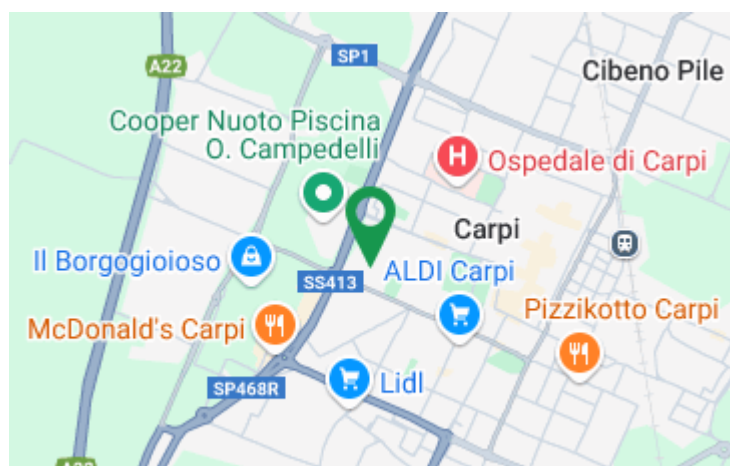 SP1
A22
Cibeno Pile
Cooper Nuoto Piscina
O. Campedelli
H
Ospedale di Carpi
Carpi
Il Borgogioioso
SS413
ALDI Carpi
McDonald's Carpi
Pizzikotto Carpi
SP468R
Lidl
A22